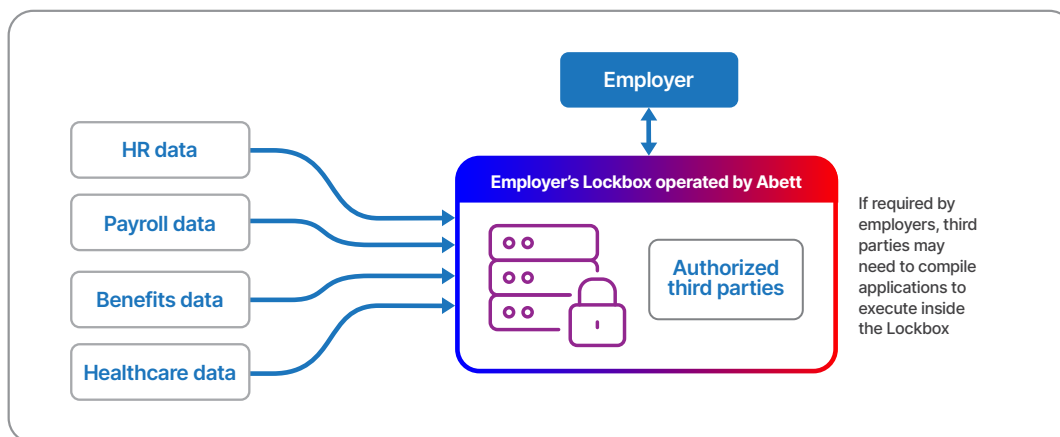 Employer
HR data
Payroll data
Benefits data
Healthcare data
Employer’s Lockbox operated by Abett
Authorized
third parties
If required by
employers, third
parties may
need to compile
applications to
execute inside
the Lockbox